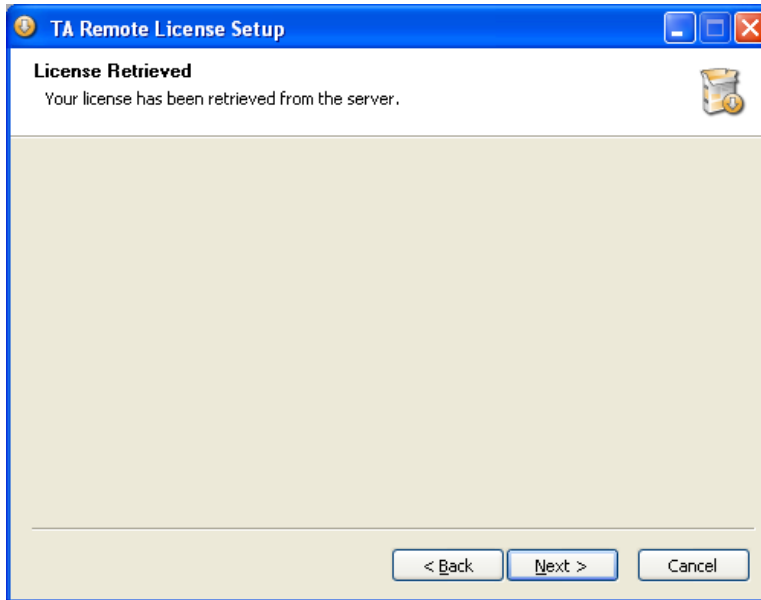 TA Remote License Setup
License Retrieved
Your license has been retrieved from the server.
< Back
Next >
Cancel